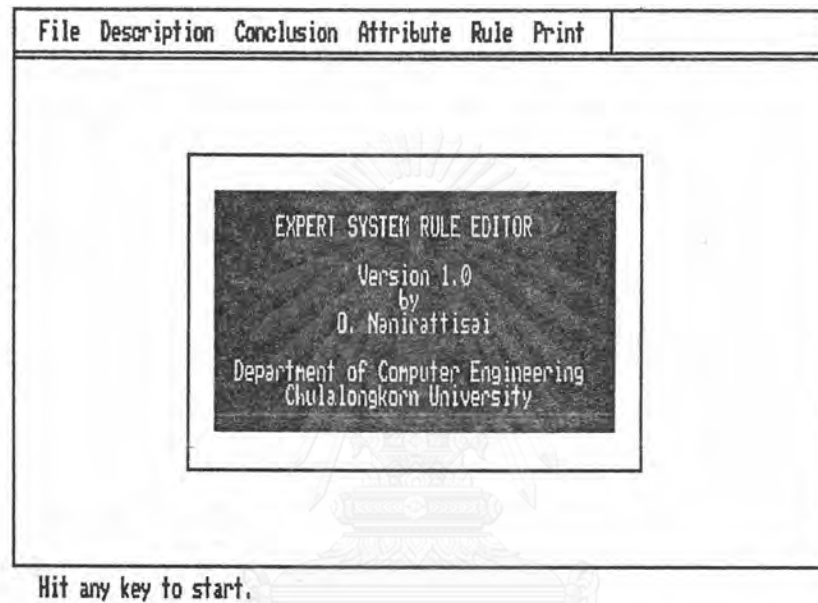 File Description Conclusion Attribute Rule Print
EXPERT SYSTEM RULE EDITOR
Version 1.0
by
O. Manirattisai
Department of Computer Engineering
Chulalongkorn University
Hit any key to start.